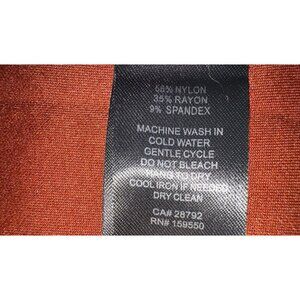 56% NYLON
35% RAYON
9% SPANDEX
MACHINE WASH IN
COLD WATER
GENTLE CYCLE
DO NOT BLEACH
HANG TO DRY
COOL IRON IF NEEDED
DRY CLEAN
CA# 28792
RN# 159550